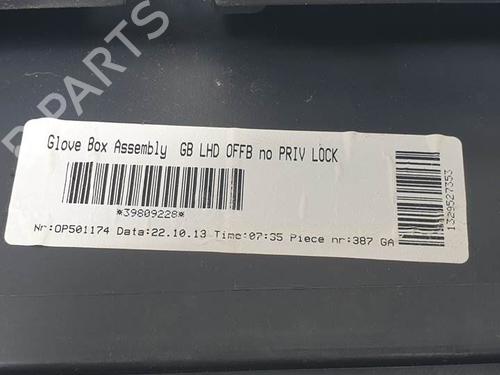 Glove Box Assembly GB LHD OFFB no PRIV LOCK
*39809228*
Nr:OP501174 Data:22.10.13 Time:07:35 Piece nr:387 GA
1329527353
B-PARTS